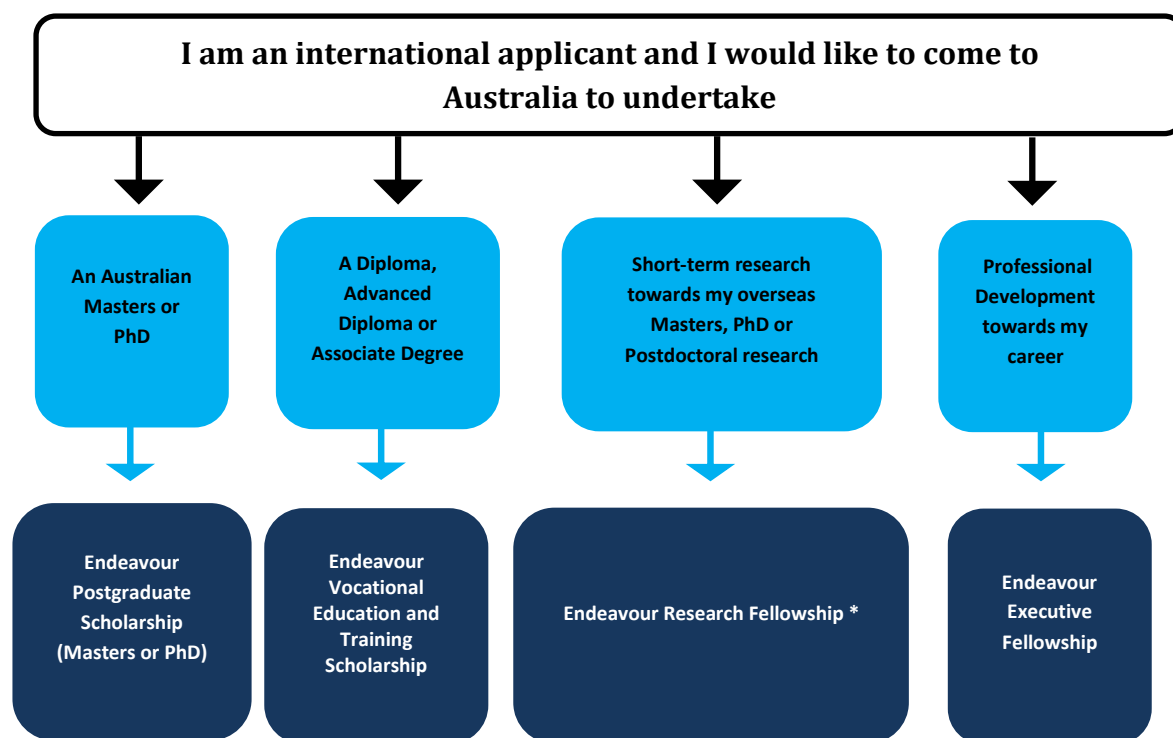 I am an international applicant and I would like to come to
Australia to undertake
An Australian
Masters or
PhD
A Diploma,
Advanced
Diploma or
Associate Degree
Short-term research
towards my overseas
Masters, PhD or
Postdoctoral research
Professional
Development
towards my
career
Endeavour
Postgraduate
Scholarship
(Masters or PhD)
Endeavour
Vocational
Education and
Training
Scholarship
Endeavour Research Fellowship *
Endeavour
Executive
Fellowship